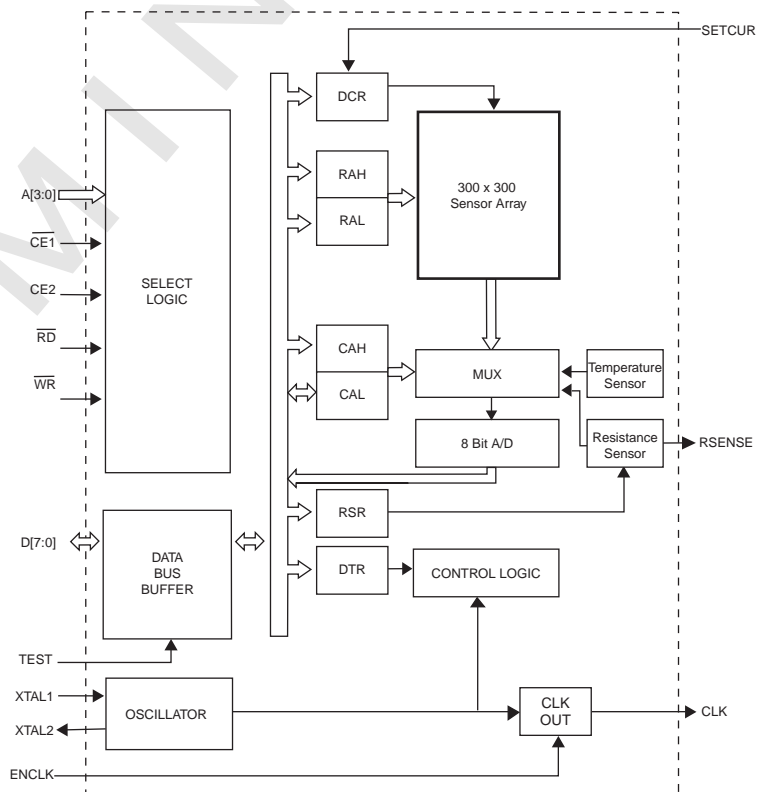 MIN
SETCUR
DCR
A[3:0]
RAH
RAL
300 x 300
Sensor Array
CE1
CE2
RD
WR
SELECT
LOGIC
CAH
CAL
MUX
Temperature
Sensor
8 Bit A/D
Resistance
Sensor
RSENSE
RSR
D[7:0]
DATA
BUS
BUFFER
DTR
CONTROL LOGIC
TEST
XTAL1
XTAL2
OSCILLATOR
CLK
OUT
CLK
ENCLK